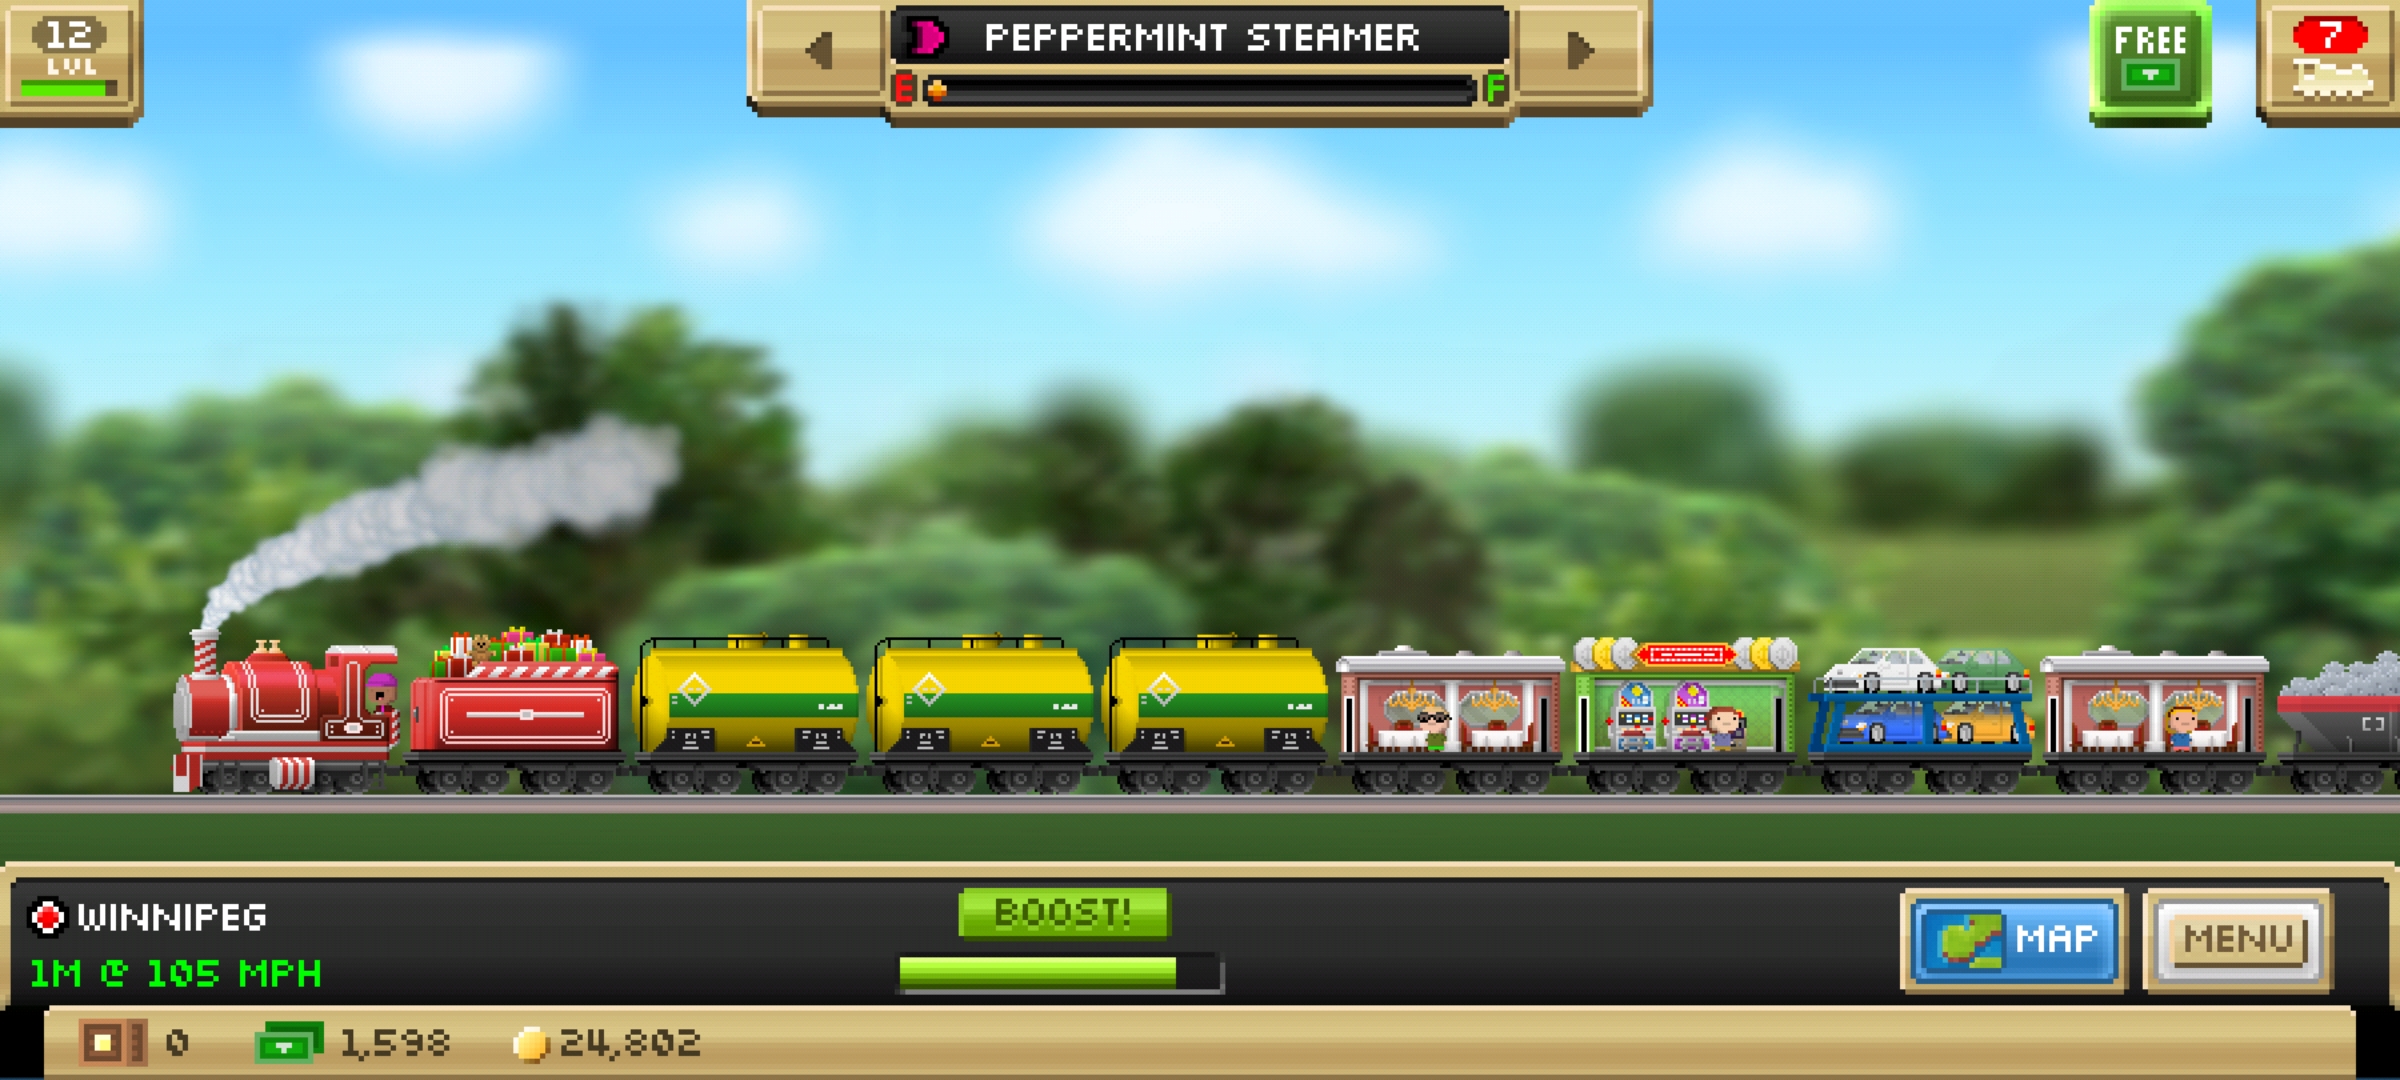 12
LVL
PEPPERMINT STEAMER
E
F
FREE
7
WINNIPEG
1M @ 105 MPH
BOOST!
MAP
MENU
0
1,598
24,802